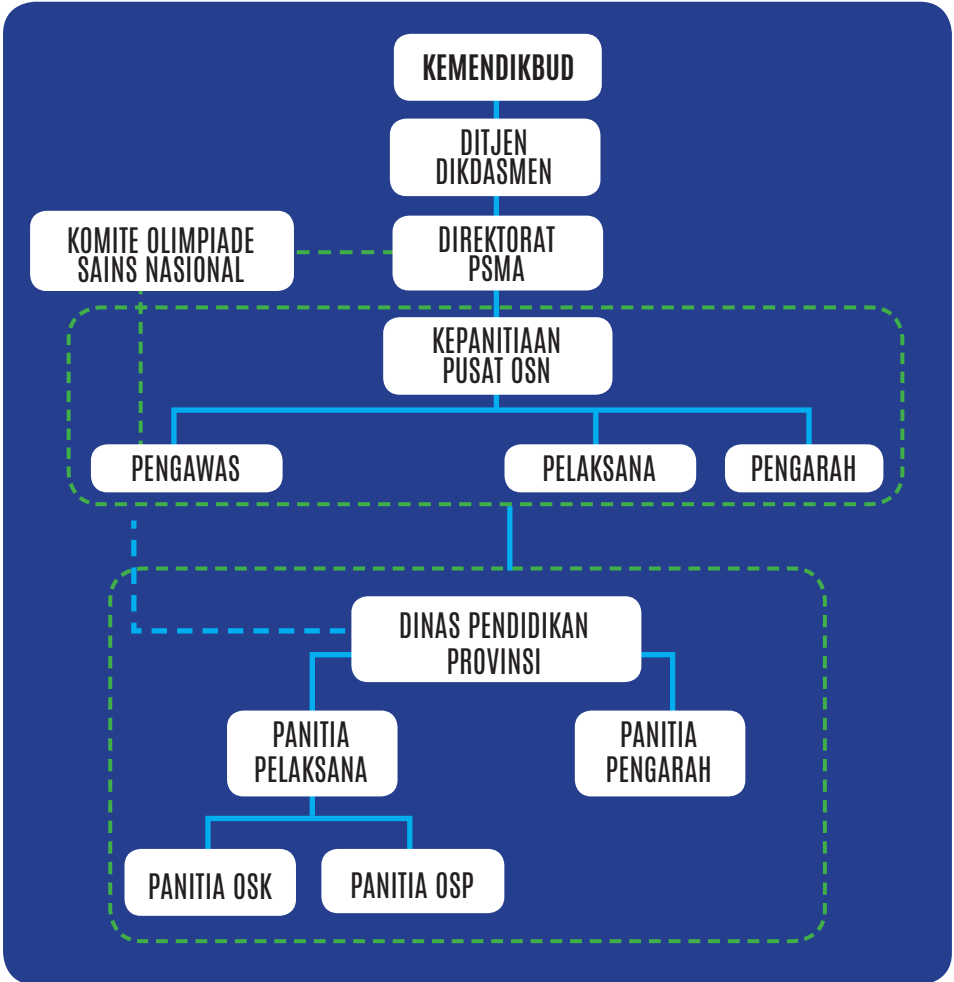 KEMENDIKBUD
DITJEN
DIKDASMEN
KOMITE OLIMPIADE
SAINS NASIONAL
DIREKTORAT
PSMA
KEPANITIAAN
PUSAT OSN
PENGAWAS
PELAKSANA
PENGARAH
DINAS PENDIDIKAN
PROVINSI
PANITIA
PELAKSANA
PANITIA
PENGARAH
PANITIA OSK
PANITIA OSP